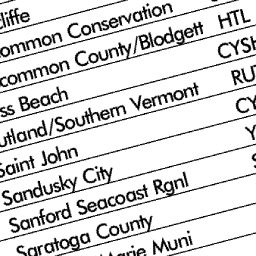 cliffe
ommon Conservation
common County/Blodgett HTL
ss Beach CYSH
utland/Southern Vermont RU
Saint John CY
Sandusky City Y
Sanford Seacoast Rgnl
Saratoga County
Marie Muni